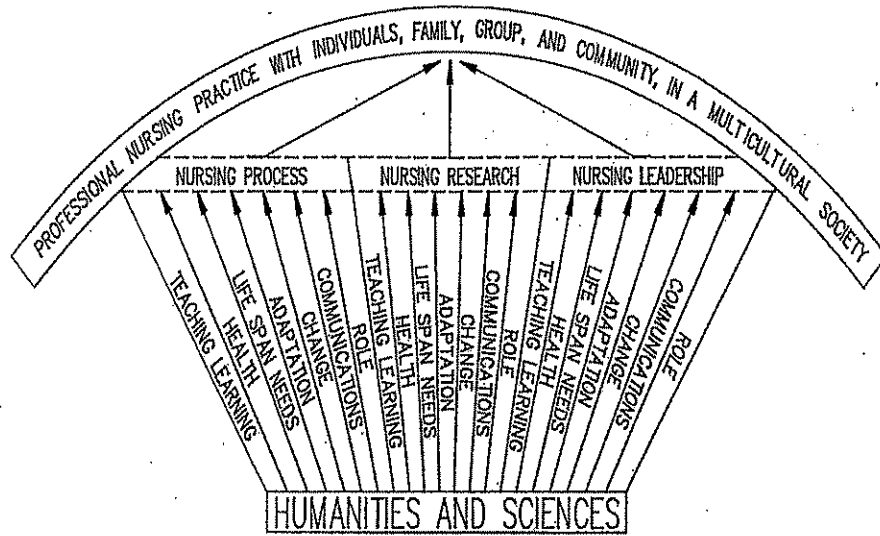 PROFESSIONAL NURSING PRACTICE WITH INDIVIDUALS, FAMILY, GROUP, AND COMMUNITY, IN A MULTICULTURAL SOCIETY
NURSING PROCESS
NURSING RESEARCH
NURSING LEADERSHIP
TEACHING LEARNING
HEALTH
LIFE SPAN NEEDS
ADAPTATION
CHANGE
COMMUNICATIONS
ROLE
TEACHING LEARNING
HEALTH
LIFE SPAN NEEDS
ADAPTATION
CHANGE
COMMUNICATIONS
ROLE
TEACHING LEARNING
HEALTH
LIFE SPAN NEEDS
ADAPTATION
CHANGE
COMMUNICATIONS
ROLE
HUMANITIES AND SCIENCES